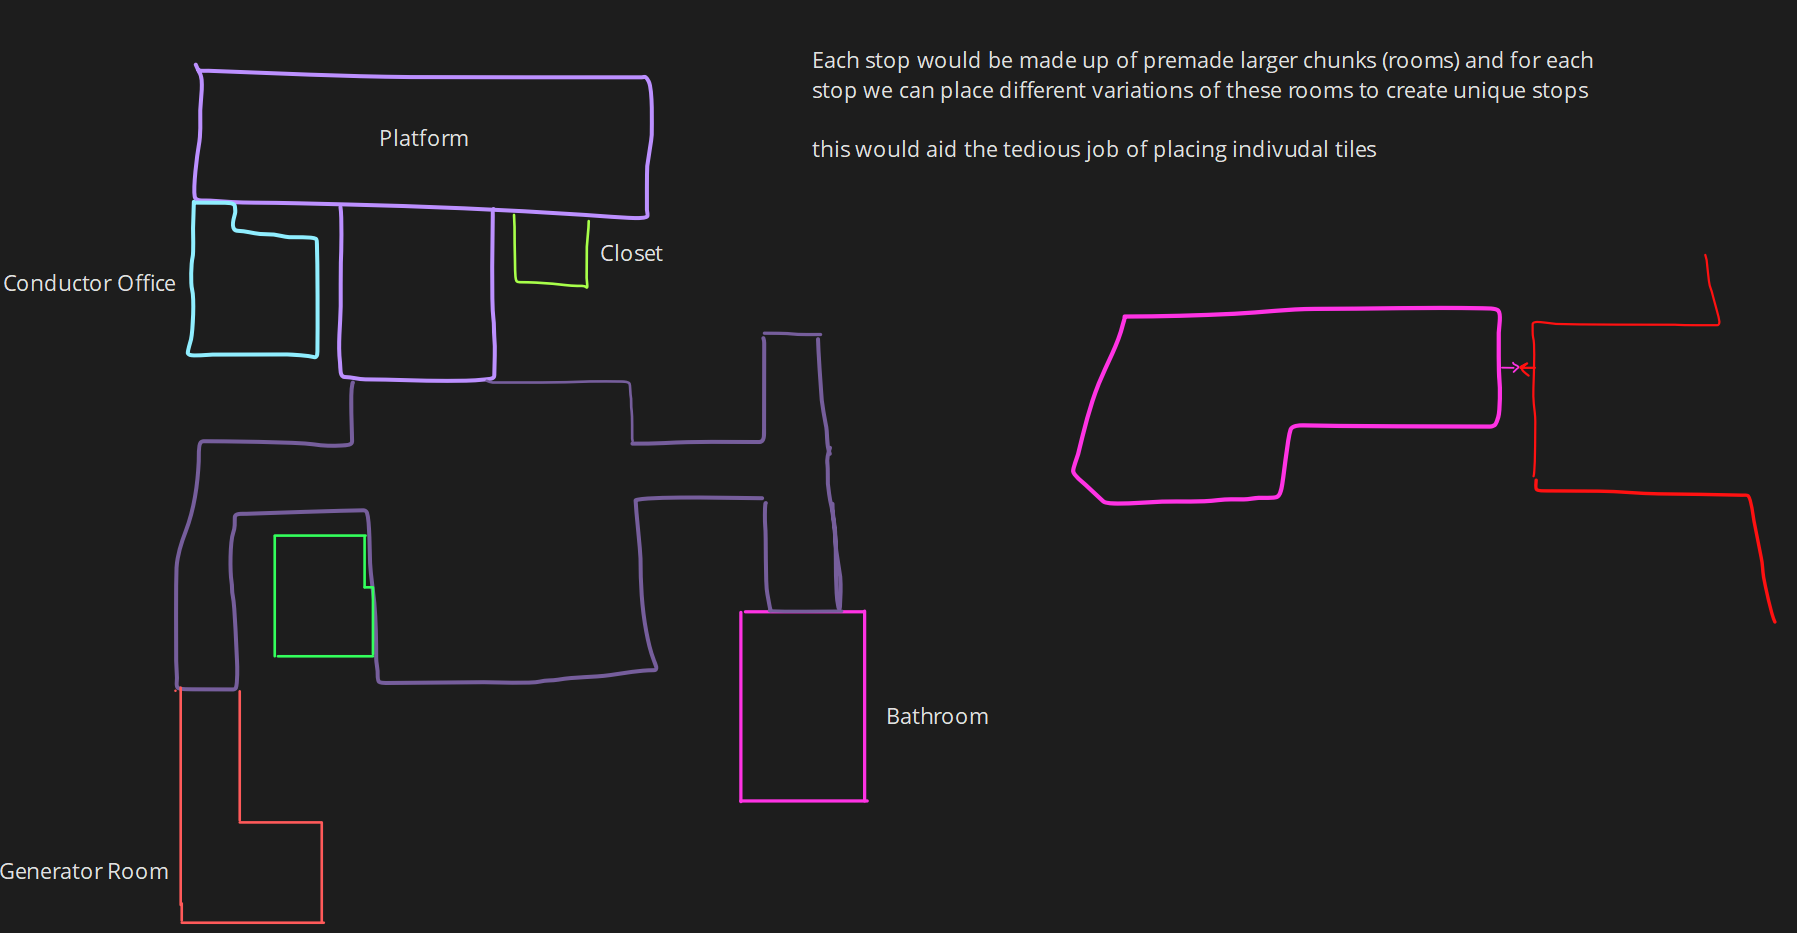 Each stop would be made up of premade larger chunks (rooms) and for each
stop we can place different variations of these rooms to create unique stops
this would aid the tedious job of placing indivudal tiles
Platform
Closet
Conductor Office
Bathroom
Generator Room